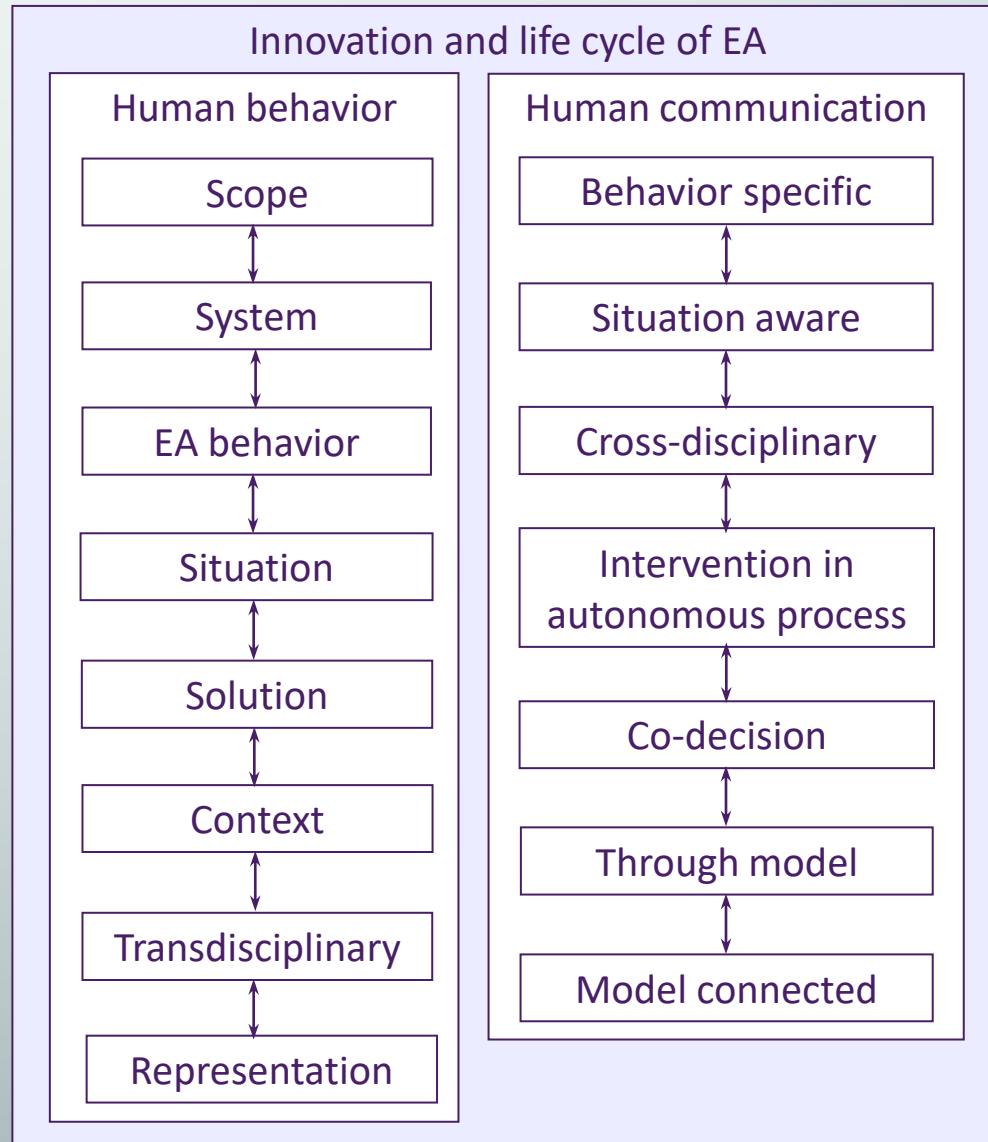 Innovation and life cycle of EA
Human behavior
Scope
System
EA behavior
Situation
Solution
Context
Transdisciplinary
Representation
Human communication
Behavior specific
Situation aware
Cross-disciplinary
Intervention in
autonomous process
Co-decision
Through model
Model connected